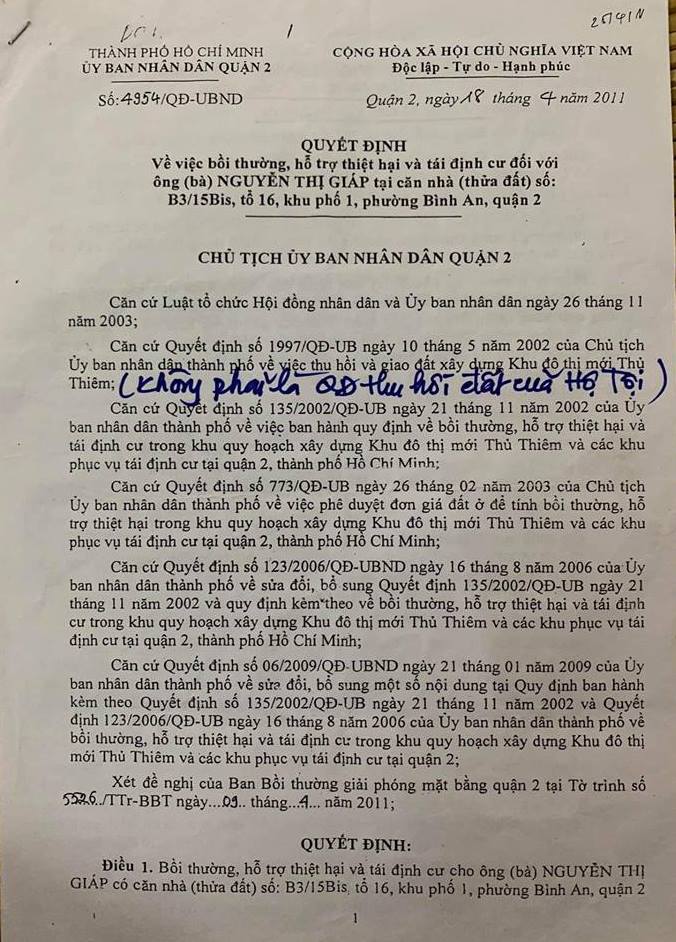 25741N
THÀNH PHỐ HỒ CHÍ MINH
ỦY BAN NHÂN DÂN QUẬN 2
CỘNG HÒA XÃ HỘI CHỦ NGHĨA VIỆT NAM
Độc lập - Tự do - Hạnh phúc
Số:4954/QĐ-UBND
Quận 2, ngày 18 tháng 4 năm 2011
QUYẾT ĐỊNH
Về việc bồi thường, hỗ trợ thiệt hại và tái định cư đối với
ông (bà) NGUYỄN THỊ GIÁP tại căn nhà (thửa đất) số:
B3/15Bis, tổ 16, khu phố 1, phường Bình An, quận 2
CHỦ TỊCH ỦY BAN NHÂN DÂN QUẬN 2
Căn cứ Luật tổ chức Hội đồng nhân dân và Ủy ban nhân dân ngày 26 tháng 11
năm 2003;
Căn cứ Quyết định số 1997/QĐ-UB ngày 10 tháng 5 năm 2002 của Chủ tịch
Ủy ban nhân dân thành phố về việc thu hồi và giao đất xây dựng Khu đô thị mới Thủ
Thiêm; (không phải là QĐ thu hồi đất của Hộ Tôi)
Căn cứ Quyết định số 135/2002/QĐ-UB ngày 21 tháng 11 năm 2002 của Ủy
ban nhân dân thành phố về việc ban hành quy định về bồi thường, hỗ trợ thiệt hại và
tái định cư trong khu quy hoạch xây dựng Khu đô thị mới Thủ Thiêm và các khu
phục vụ tái định cư tại quận 2, thành phố Hồ Chí Minh;
Căn cứ Quyết định số 773/QĐ-UB ngày 26 tháng 02 năm 2003 của Chủ tịch
Ủy ban nhân dân thành phố về việc phê duyệt đơn giá đất ở để tính bồi thường, hỗ
trợ thiệt hại trong khu quy hoạch xây dựng Khu đô thị mới Thủ Thiêm và các khu
phục vụ tái định cư tại quận 2, thành phố Hồ Chí Minh;
Căn cứ Quyết định số 123/2006/QĐ-UBND ngày 16 tháng 8 năm 2006 của Ủy
ban nhân dân thành phố về sửa đổi, bổ sung Quyết định 135/2002/QĐ-UB ngày 21
tháng 11 năm 2002 và quy định kèm theo về bồi thường, hỗ trợ thiệt hại và tái định
cư trong khu quy hoạch xây dựng Khu đô thị mới Thủ Thiêm và các khu phục vụ tái
định cư tại quận 2, thành phố Hồ Chí Minh;
Căn cứ Quyết định số 06/2009/QĐ-UBND ngày 21 tháng 01 năm 2009 của Ủy
ban nhân dân thành phố về sửa đổi, bổ sung một số nội dung tại Quy định ban hành
kèm theo Quyết định số 135/2002/QĐ-UB ngày 21 tháng 11 năm 2002 và Quyết
định 123/2006/QĐ-UB ngày 16 tháng 8 năm 2006 của Ủy ban nhân dân thành phố về
bồi thường, hỗ trợ thiệt hại và tái định cư trong khu quy hoạch xây dựng Khu đô thị
mới Thủ Thiêm và các khu phục vụ tái định cư tại quận 2;
Xét đề nghị của Ban Bồi thường giải phóng mặt bằng quận 2 tại Tờ trình số
5526./TTr-BBT ngày...09.. tháng...4... năm 2011;
QUYẾT ĐỊNH:
Điều 1. Bồi thường, hỗ trợ thiệt hại và tái định cư cho ông (bà) NGUYỄN THỊ
GIÁP có căn nhà (thửa đất) số: B3/15Bis, tổ 16, khu phố 1, phường Bình An, quận 2
1